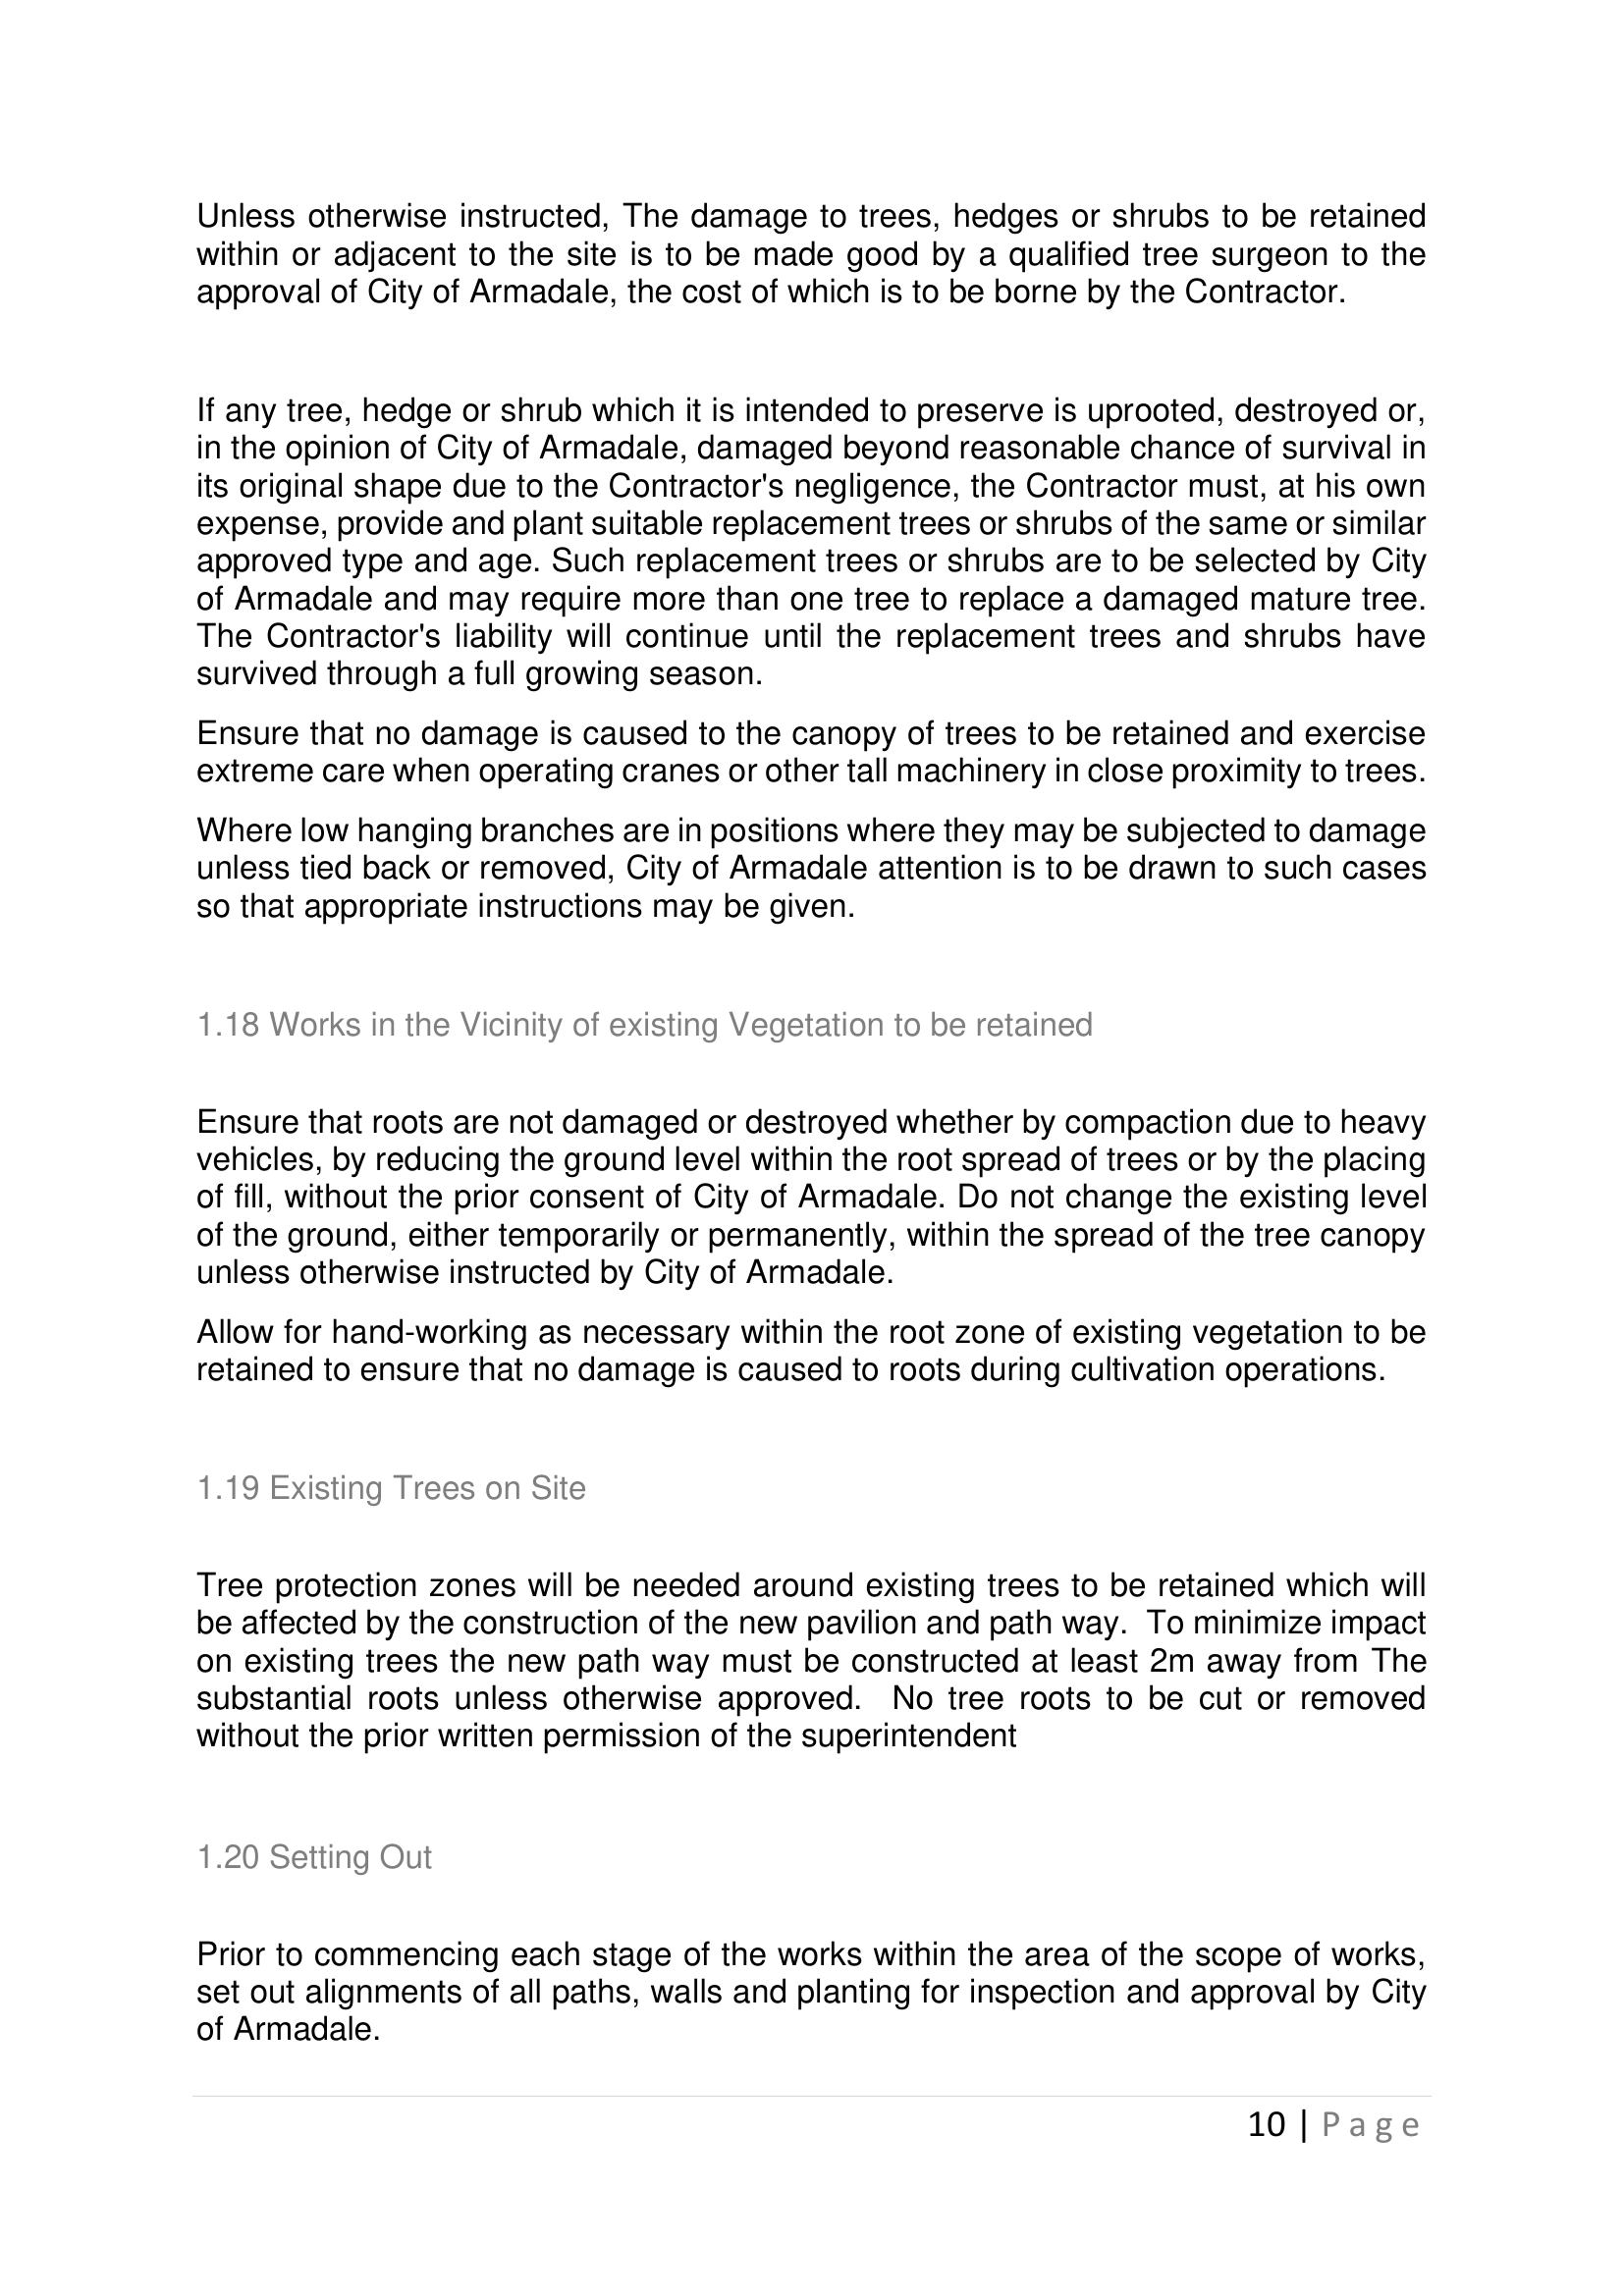 Unless otherwise instructed, The damage to trees, hedges or shrubs to be retained
within or adjacent to the site is to be made good by a qualified tree surgeon to the
approval of City of Armadale, the cost of which is to be borne by the Contractor.
If any tree, hedge or shrub which it is intended to preserve is uprooted, destroyed or,
in the opinion of City of Armadale, damaged beyond reasonable chance of survival in
its original shape due to the Contractor's negligence, the Contractor must, at his own
expense, provide and plant suitable replacement trees or shrubs of the same or similar
approved type and age. Such replacement trees or shrubs are to be selected by City
of Armadale and may require more than one tree to replace a damaged mature tree.
The Contractor's liability will continue until the replacement trees and shrubs have
survived through a full growing season.
Ensure that no damage is caused to the canopy of trees to be retained and exercise
extreme care when operating cranes or other tall machinery in close proximity to trees.
Where low hanging branches are in positions where they may be subjected to damage
unless tied back or removed, City of Armadale attention is to be drawn to such cases
so that appropriate instructions may be given.
1.18 Works in the Vicinity of existing Vegetation to be retained
Ensure that roots are not damaged or destroyed whether by compaction due to heavy
vehicles, by reducing the ground level within the root spread of trees or by the placing
of fill, without the prior consent of City of Armadale. Do not change the existing level
of the ground, either temporarily or permanently, within the spread of the tree canopy
unless otherwise instructed by City of Armadale.
Allow for hand-working as necessary within the root zone of existing vegetation to be
retained to ensure that no damage is caused to roots during cultivation operations.
1.19 Existing Trees on Site
Tree protection zones will be needed around existing trees to be retained which will
be affected by the construction of the new pavilion and path way.  To minimize impact
on existing trees the new path way must be constructed at least 2m away from The
substantial roots unless otherwise approved.  No tree roots to be cut or removed
without the prior written permission of the superintendent
1.20 Setting Out
Prior to commencing each stage of the works within the area of the scope of works,
set out alignments of all paths, walls and planting for inspection and approval by City
of Armadale.
10 | Page